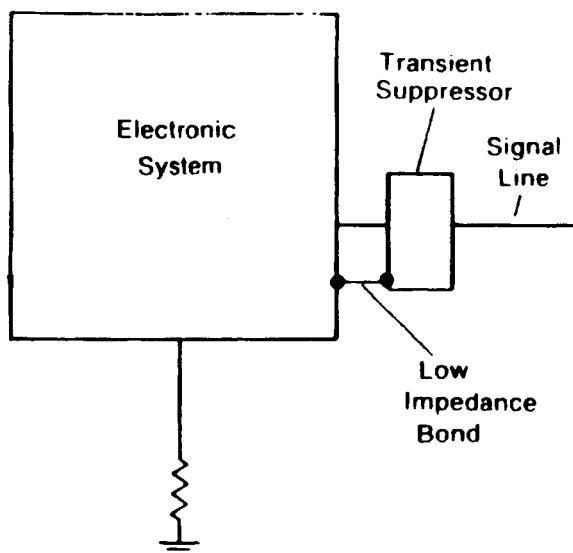 Transient
Suppressor
Electronic
System
Signal
Line
Low
Impedance
Bond